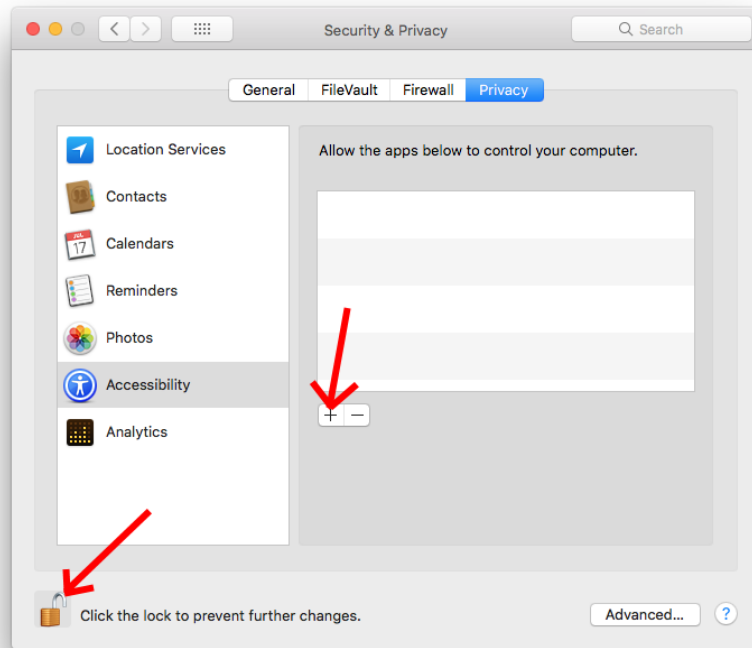 Security & Privacy
Search
General FileVault Firewall Privacy
Location Services
Contacts
Calendars
Reminders
Photos
Accessibility
Analytics
Allow the apps below to control your computer.
+ −
Click the lock to prevent further changes.
Advanced... ?
JUL
17